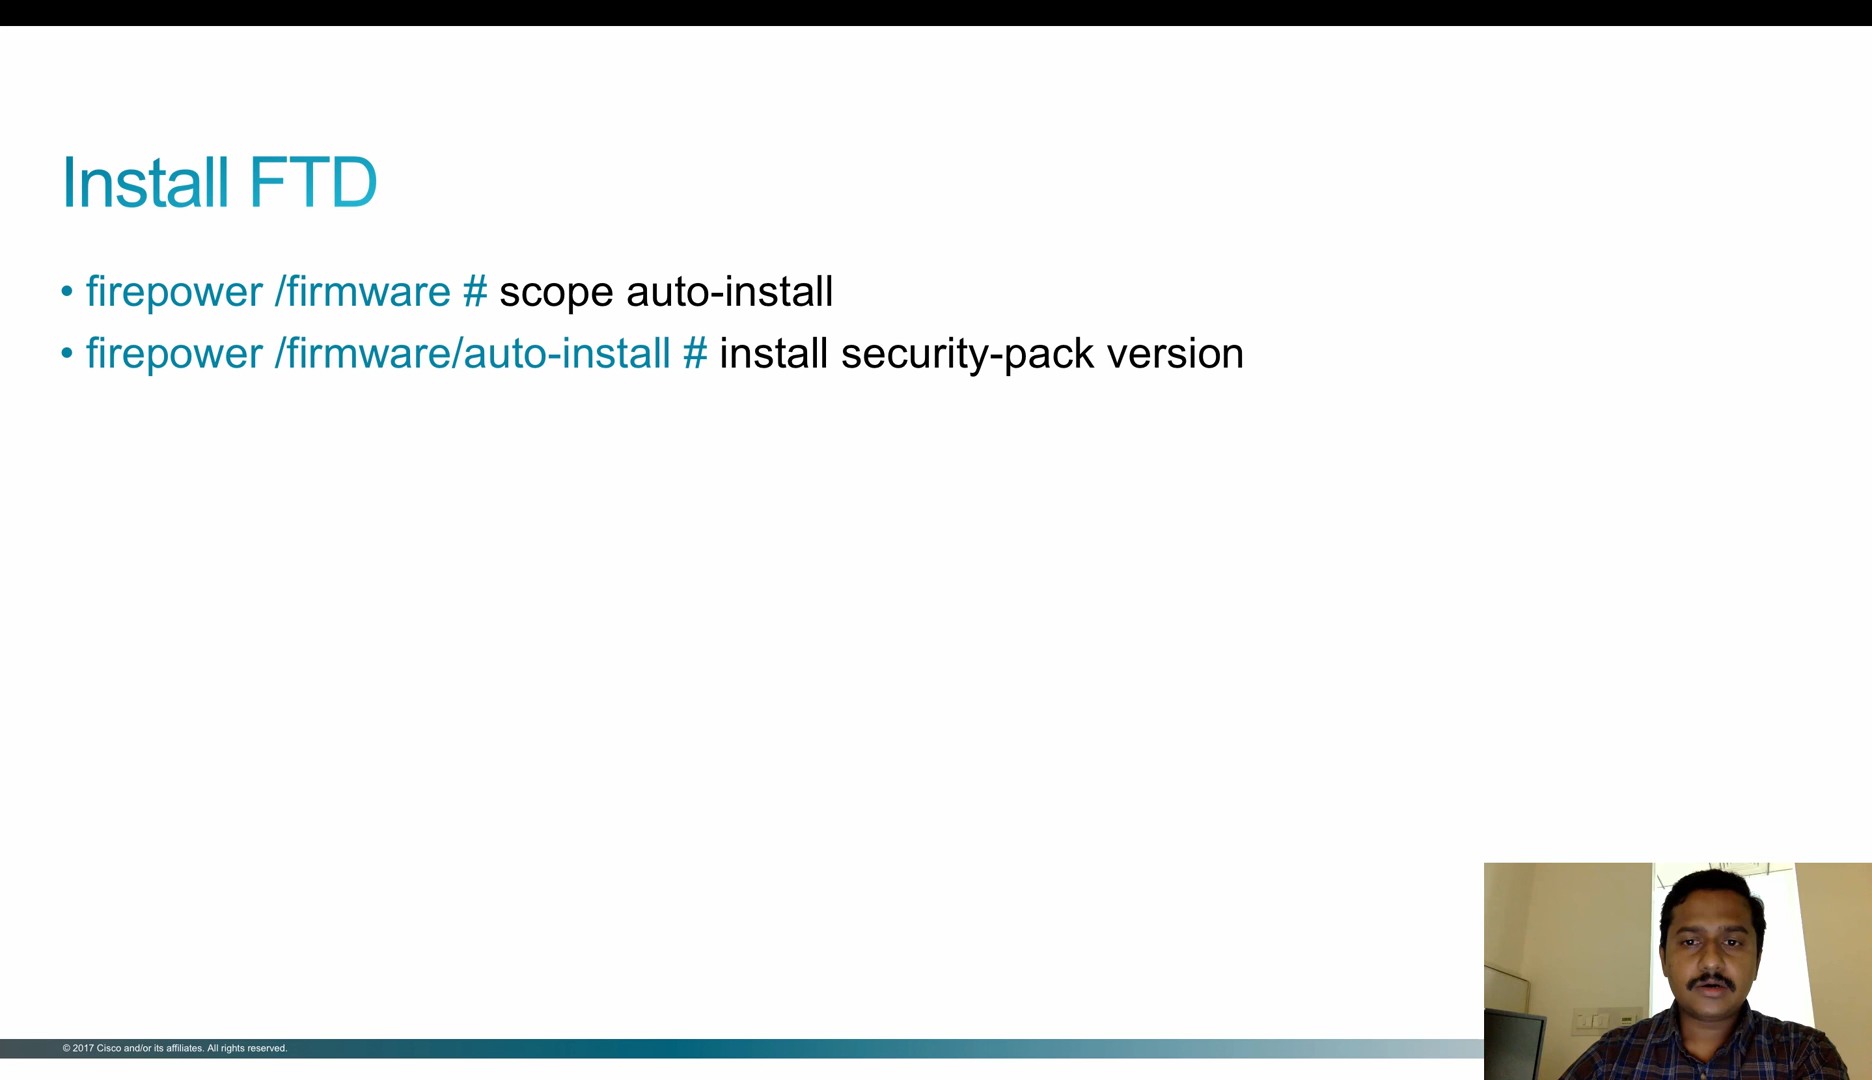 Install FTD
• firepower /firmware # scope auto-install
• firepower /firmware/auto-install # install security-pack version
© 2017 Cisco and/or its affiliates. All rights reserved.